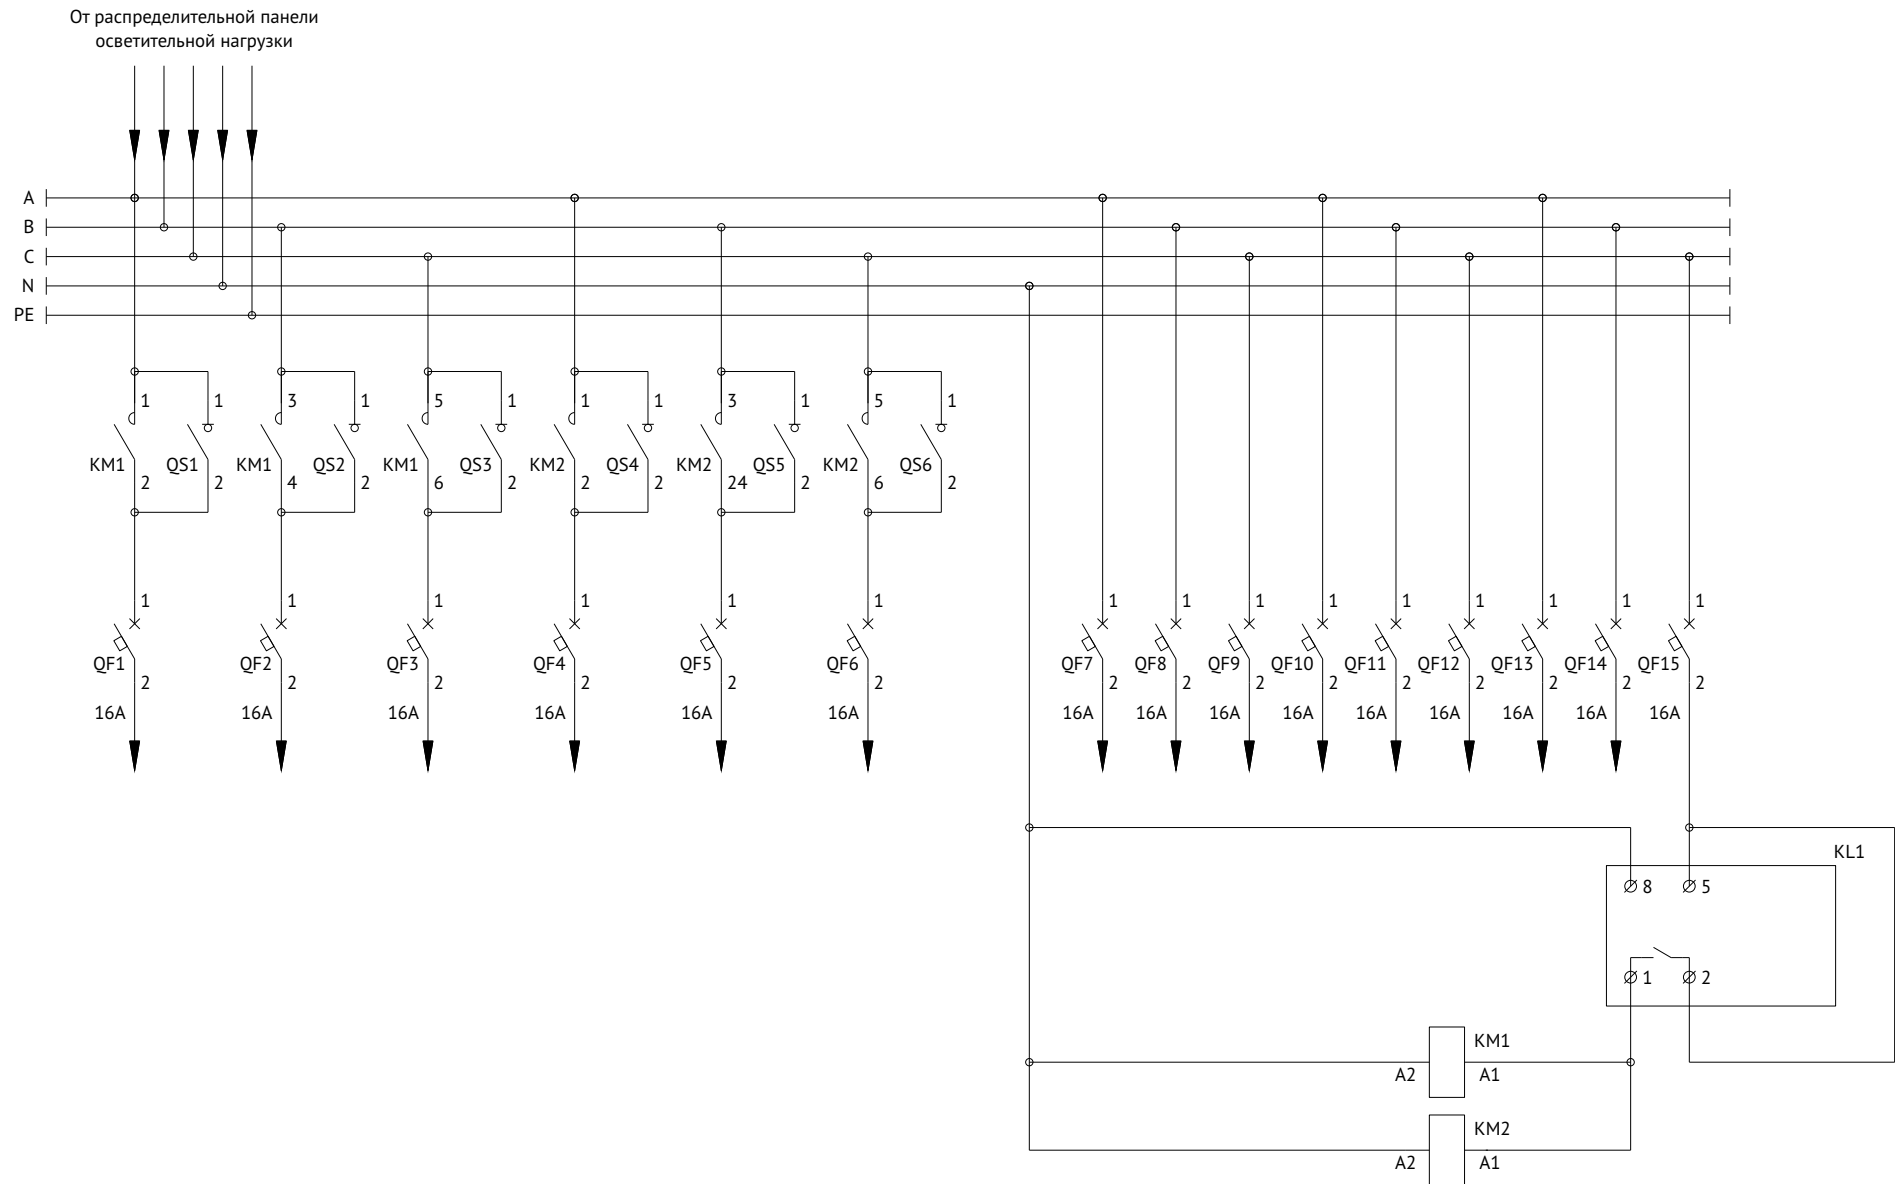 От распределительной панели
осветительной нагрузки
A
B
C
N
PE
1 1 3 1 5 1 1 1 3 1 5 1
KM1 QS1 KM1 QS2 KM1 QS3 KM2 QS4 KM2 QS5 KM2 QS6
2 2 4 2 6 2 2 2 24 2 6 2
1 1 1 1 1 1 1 1 1 1 1 1 1 1 1
QF1 QF2 QF3 QF4 QF5 QF6 QF7 QF8 QF9 QF10 QF11 QF12 QF13 QF14 QF15
2 2 2 2 2 2 2 2 2 2 2 2 2 2 2
16A 16A 16A 16A 16A 16A 16A 16A 16A 16A 16A 16A 16A 16A 16A
KL1
8 5
1 2
KM1
A2 A1
KM2
A2 A1